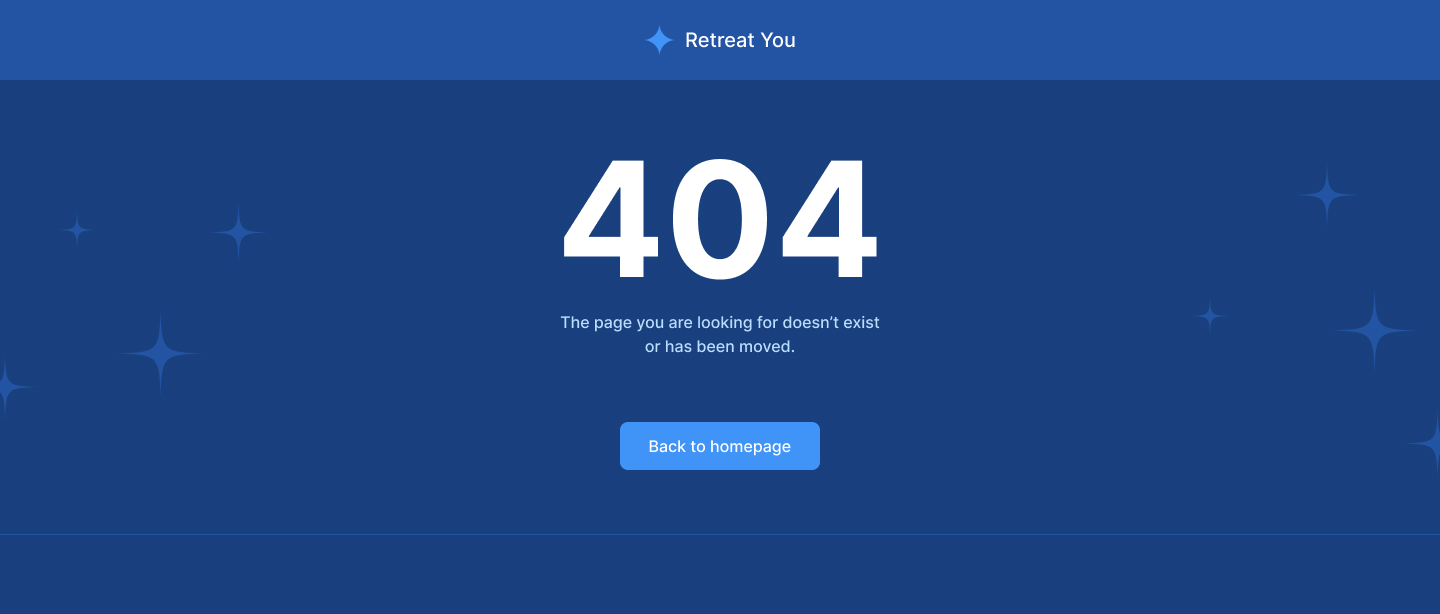 Retreat You
404
The page you are looking for doesn’t exist
or has been moved.
Back to homepage